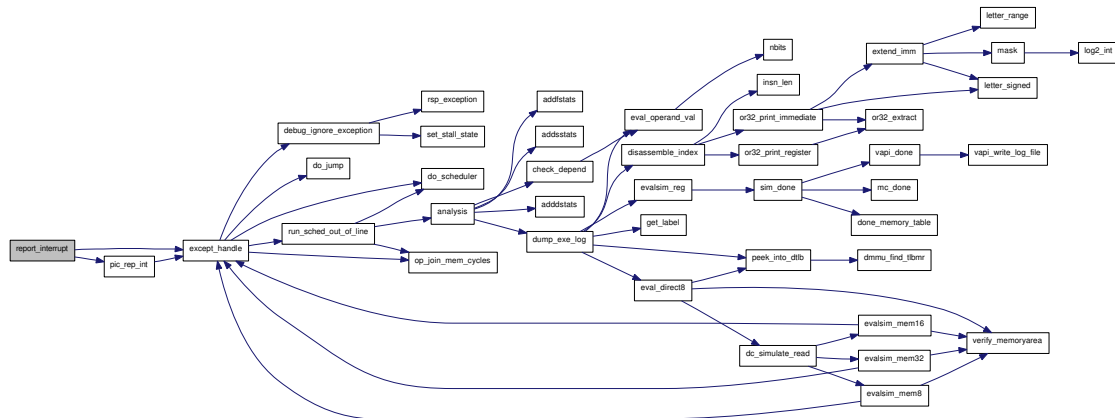 letter_range
nbits
extend_imm
mask
log2_int
insn_len
letter_signed
rsp_exception
addfstats
debug_ignore_exception
set_stall_state
addsstats
eval_operand_val
or32_print_immediate
or32_extract
do_jump
check_depend
disassemble_index
or32_print_register
vapi_done
vapi_write_log_file
do_scheduler
evalsim_reg
sim_done
mc_done
run_sched_out_of_line
analysis
adddstats
get_label
done_memory_table
report_interrupt
except_handle
dump_exe_log
pic_rep_int
op_join_mem_cycles
peek_into_dtlb
dmmu_find_tlbmr
eval_direct8
evalsim_mem16
verify_memoryarea
dc_simulate_read
evalsim_mem32
evalsim_mem8